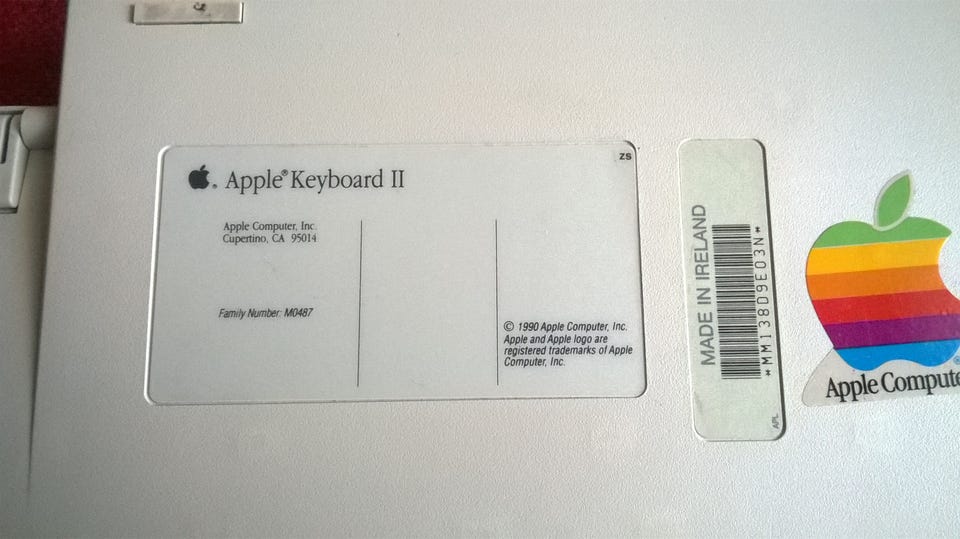 ZS
Apple® Keyboard II
Apple Computer, Inc.
Cupertino, CA 95014
Family Number: M0487
© 1990 Apple Computer, Inc.
Apple and Apple logo are
registered trademarks of Apple
Computer, Inc.
MADE IN IRELAND
*MM13809E03N*
APL
Apple Compute